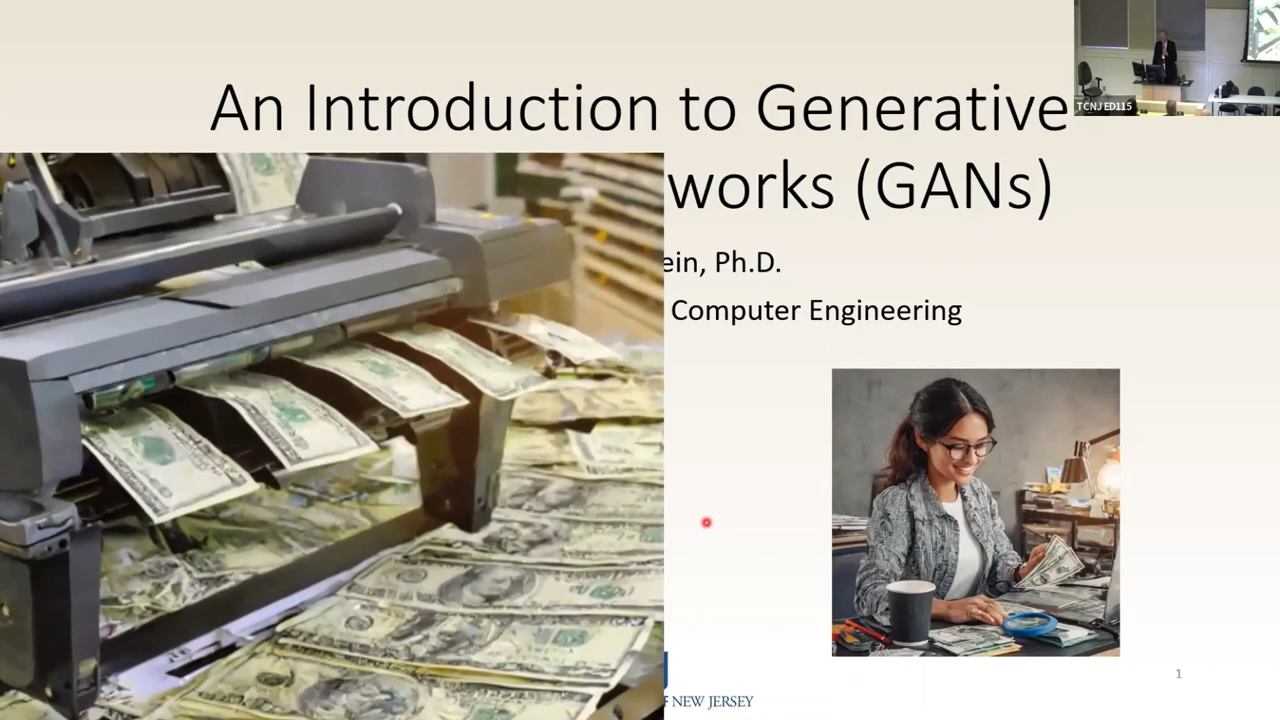 An Introduction to Generative
TCNJ ED115
works (GANs)
ein, Ph.D.
Computer Engineering
NEW JERSEY
1